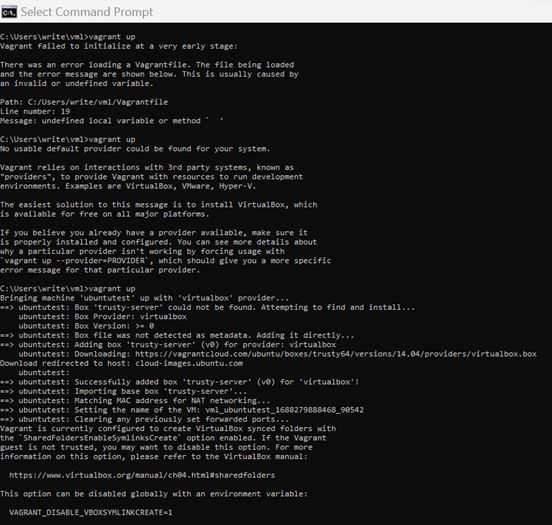 Select Command Prompt
C:\Users\write\vml>vagrant up
Vagrant failed to initialize at a very early stage:
There was an error loading a Vagrantfile. The file being loaded
and the error message are shown below. This is usually caused by
an invalid or undefined variable.
Path: C:/Users/write/vml/Vagrantfile
Line number: 19
Message: undefined local variable or method `  '
C:\Users\write\vml>vagrant up
No usable default provider could be found for your system.
Vagrant relies on interactions with 3rd party systems, known as
"providers", to provide Vagrant with resources to run development
environments. Examples are VirtualBox, VMware, Hyper-V.
The easiest solution to this message is to install VirtualBox, which
is available for free on all major platforms.
If you believe you already have a provider available, make sure it
is properly installed and configured. You can see more details about
why a particular provider isn't working by forcing usage with
`vagrant up --provider=PROVIDER`, which should give you a more specific
error message for that particular provider.
C:\Users\write\vml>vagrant up
Bringing machine 'ubuntutest' up with 'virtualbox' provider...
==> ubuntutest: Box 'trusty-server' could not be found. Attempting to find and install...
ubuntutest: Box Provider: virtualbox
ubuntutest: Box Version: >= 0
==> ubuntutest: Box file was not detected as metadata. Adding it directly...
==> ubuntutest: Adding box 'trusty-server' (v0) for provider: virtualbox
ubuntutest: Downloading: https://vagrantcloud.com/ubuntu/boxes/trusty64/versions/14.04/providers/virtualbox.box
Download redirected to host: cloud-images.ubuntu.com
ubuntutest:
==> ubuntutest: Successfully added box 'trusty-server' (v0) for 'virtualbox'!
==> ubuntutest: Importing base box 'trusty-server'...
==> ubuntutest: Matching MAC address for NAT networking...
==> ubuntutest: Setting the name of the VM: vml_ubuntutest_1688279888468_90542
==> ubuntutest: Clearing any previously set forwarded ports...
Vagrant is currently configured to create VirtualBox synced folders with
the `SharedFoldersEnableSymlinksCreate` option enabled. If the Vagrant
guest is not trusted, you may want to disable this option. For more
information on this option, please refer to the VirtualBox manual:
https://www.virtualbox.org/manual/ch04.html#sharedfolders
This option can be disabled globally with an environment variable:
VAGRANT_DISABLE_VBOXSYMLINKCREATE=1